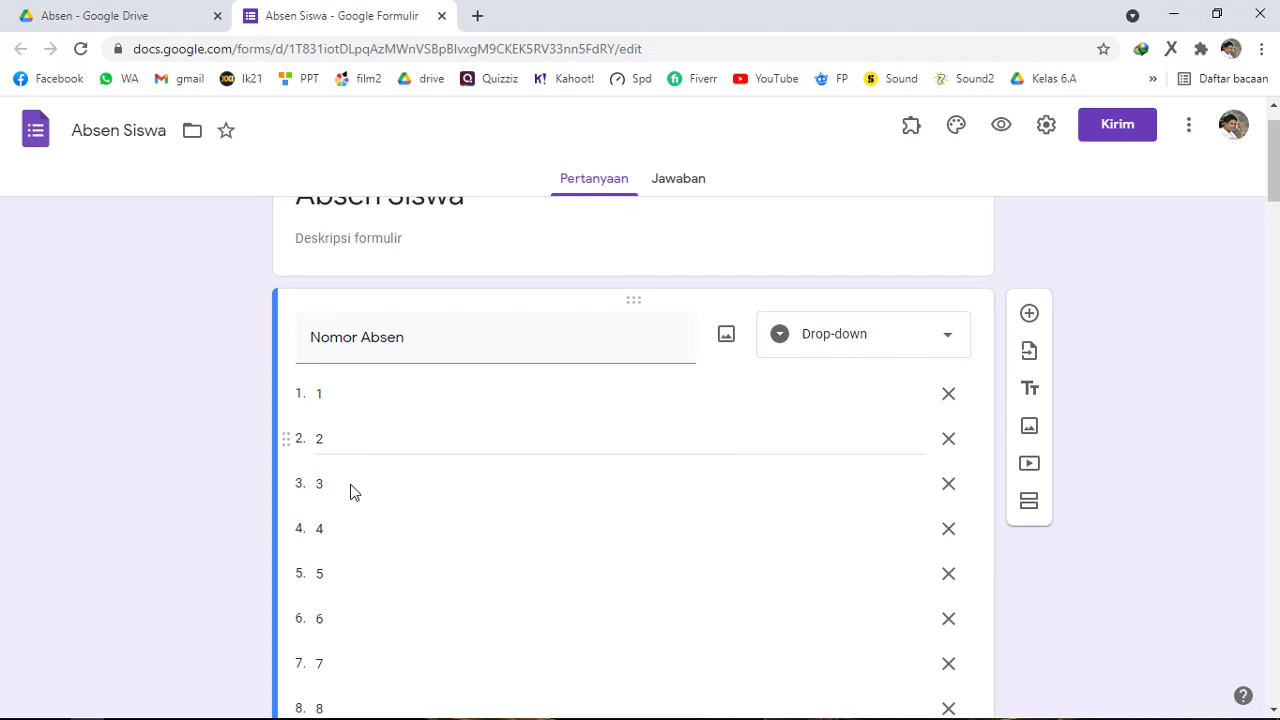 Absen - Google Drive
Absen Siswa - Google Formulir
docs.google.com/forms/d/1T831iotDLpqAzMWnVSBpBlvxgM9CKEK5RV33nn5FdRY/edit
Facebook
WA
gmail
lk21
PPT
film2
drive
Quizziz
Kahoot!
Spd
Fiverr
YouTube
FP
Sound
Sound2
Kelas 6.A
»
Daftar bacaan
Absen Siswa
Kirim
Pertanyaan
Jawaban
Absen Siswa
Deskripsi formulir
Nomor Absen
Drop-down
1. 1
2. 2
3. 3
4. 4
5. 5
6. 6
7. 7
8. 8